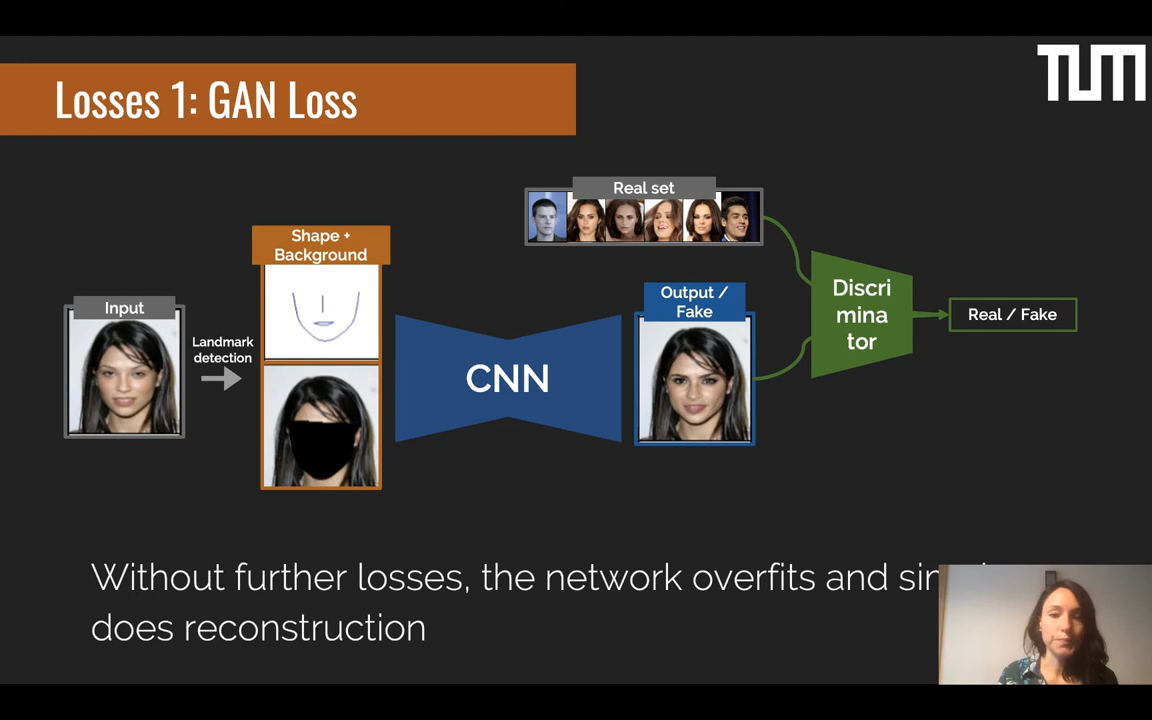 Losses 1: GAN Loss
TUM
Real set
Shape +
Background
Input
Landmark
detection
CNN
Output /
Fake
Discri
mina
tor
Real / Fake
Without further losses, the network overfits and
does reconstruction